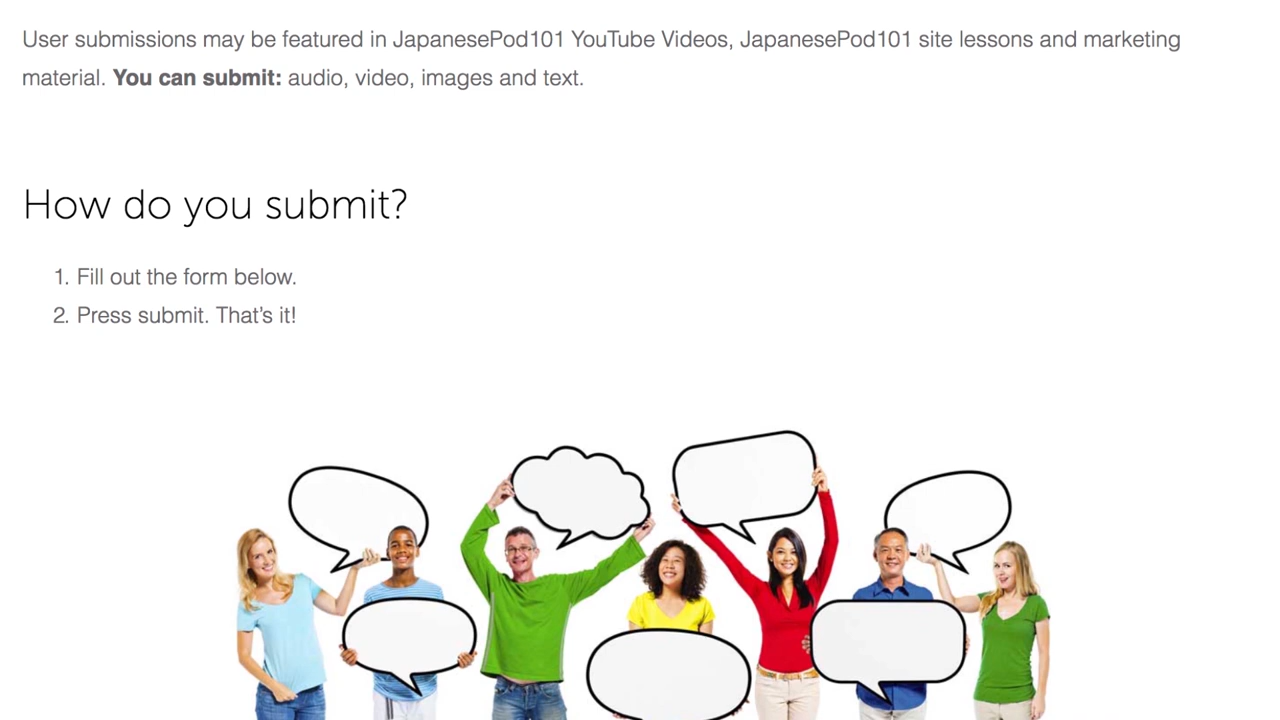 User submissions may be featured in JapanesePod101 YouTube Videos, JapanesePod101 site lessons and marketing
material. You can submit: audio, video, images and text.
How do you submit?
1. Fill out the form below.
2. Press submit. That’s it!